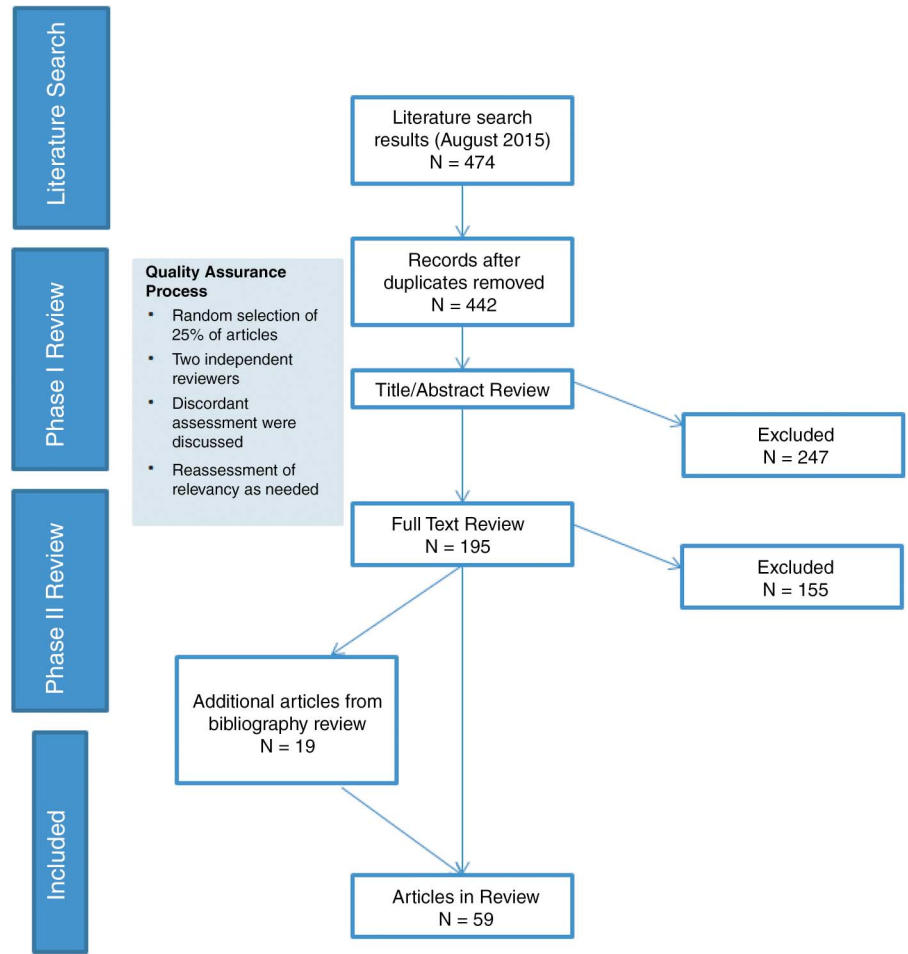 Literature Search
Literature search
results (August 2015)
N = 474
Phase I Review
Records after
duplicates removed
N = 442
Quality Assurance
Process
• Random selection of
25% of articles
• Two independent
reviewers
• Discordant
assessment were
discussed
• Reassessment of
relevancy as needed
Title/Abstract Review
Excluded
N = 247
Phase II Review
Full Text Review
N = 195
Excluded
N = 155
Additional articles from
bibliography review
N = 19
Included
Articles in Review
N = 59